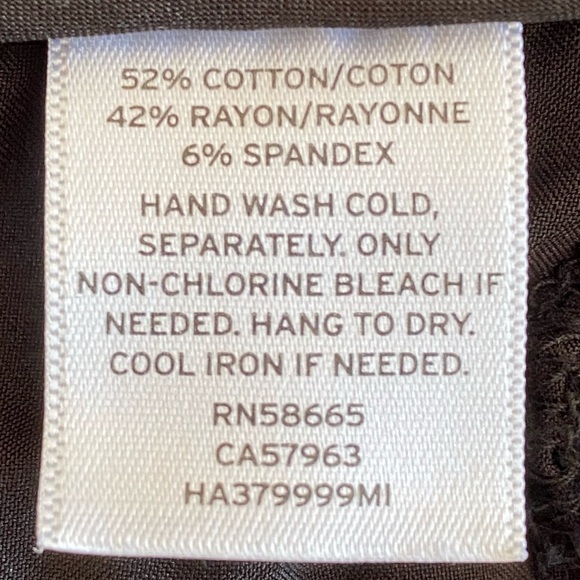 52% COTTON/COTON
42% RAYON/RAYONNE
6% SPANDEX
HAND WASH COLD,
SEPARATELY. ONLY
NON-CHLORINE BLEACH IF
NEEDED. HANG TO DRY.
COOL IRON IF NEEDED.
RN58665
CA57963
HA379999MI